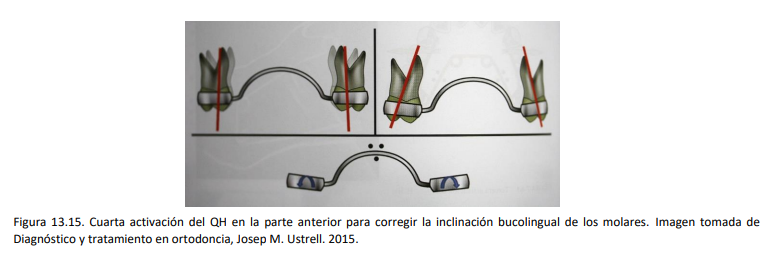 Figura 13.15. Cuarta activación del QH en la parte anterior para corregir la inclinación bucolingual de los molares. Imagen tomada de
Diagnóstico y tratamiento en ortodoncia, Josep M. Ustrell. 2015.